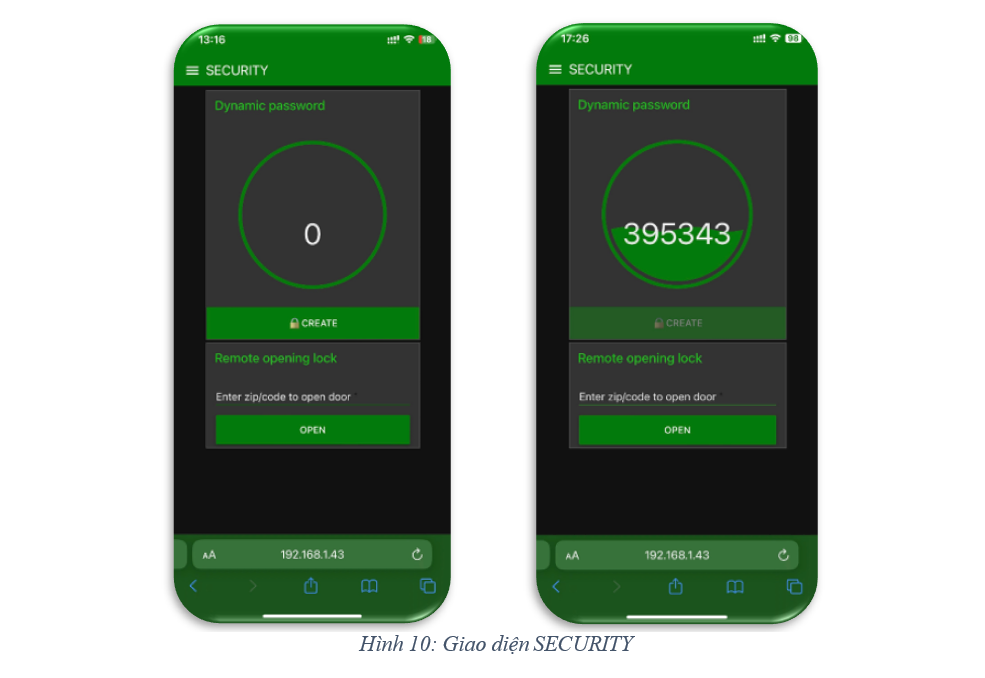 13:16
18
SECURITY
Dynamic password
0
CREATE
Remote opening lock
Enter zip/code to open door *
OPEN
AA
192.168.1.43
17:26
98
SECURITY
Dynamic password
395343
CREATE
Remote opening lock
Enter zip/code to open door *
OPEN
AA
192.168.1.43
Hình 10: Giao diện SECURITY